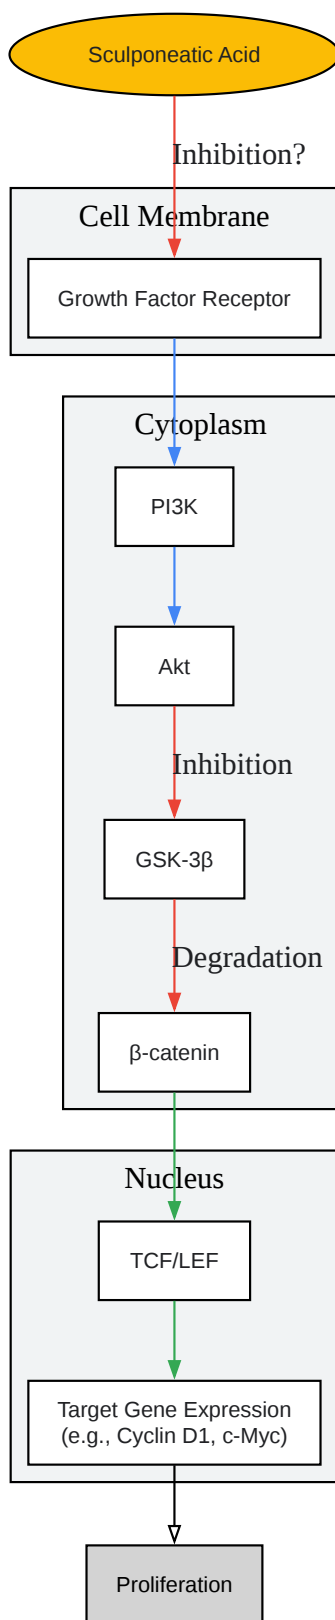 Sculponeatic Acid
Inhibition?
Cell Membrane
Growth Factor Receptor
Cytoplasm
PI3K
Akt
Inhibition
GSK-3β
Degradation
β-catenin
Nucleus
TCF/LEF
Target Gene Expression
(e.g., Cyclin D1, c-Myc)
Proliferation